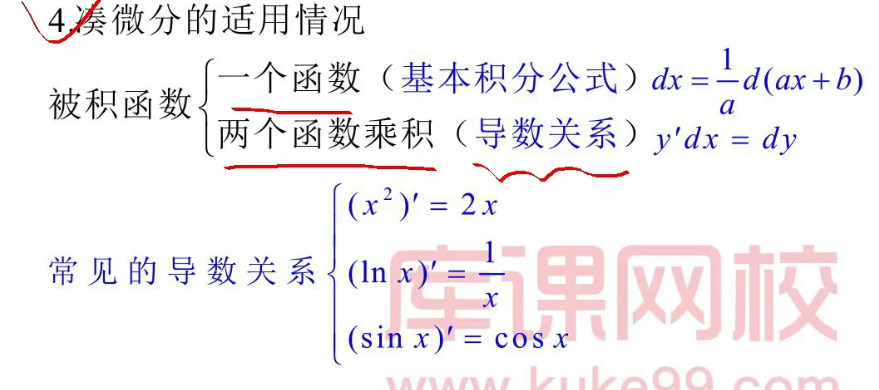 4.凑微分的适用情况
被积函数{
一个函数（基本积分公式）dx = \frac{1}{a}d(ax+b)
两个函数乘积（导数关系）y′dx = dy
常见的导数关系{
(x²)′ = 2x
(ln x)′ = \frac{1}{x}
(sin x)′ = cos x
库课网校
www.kuke99.com